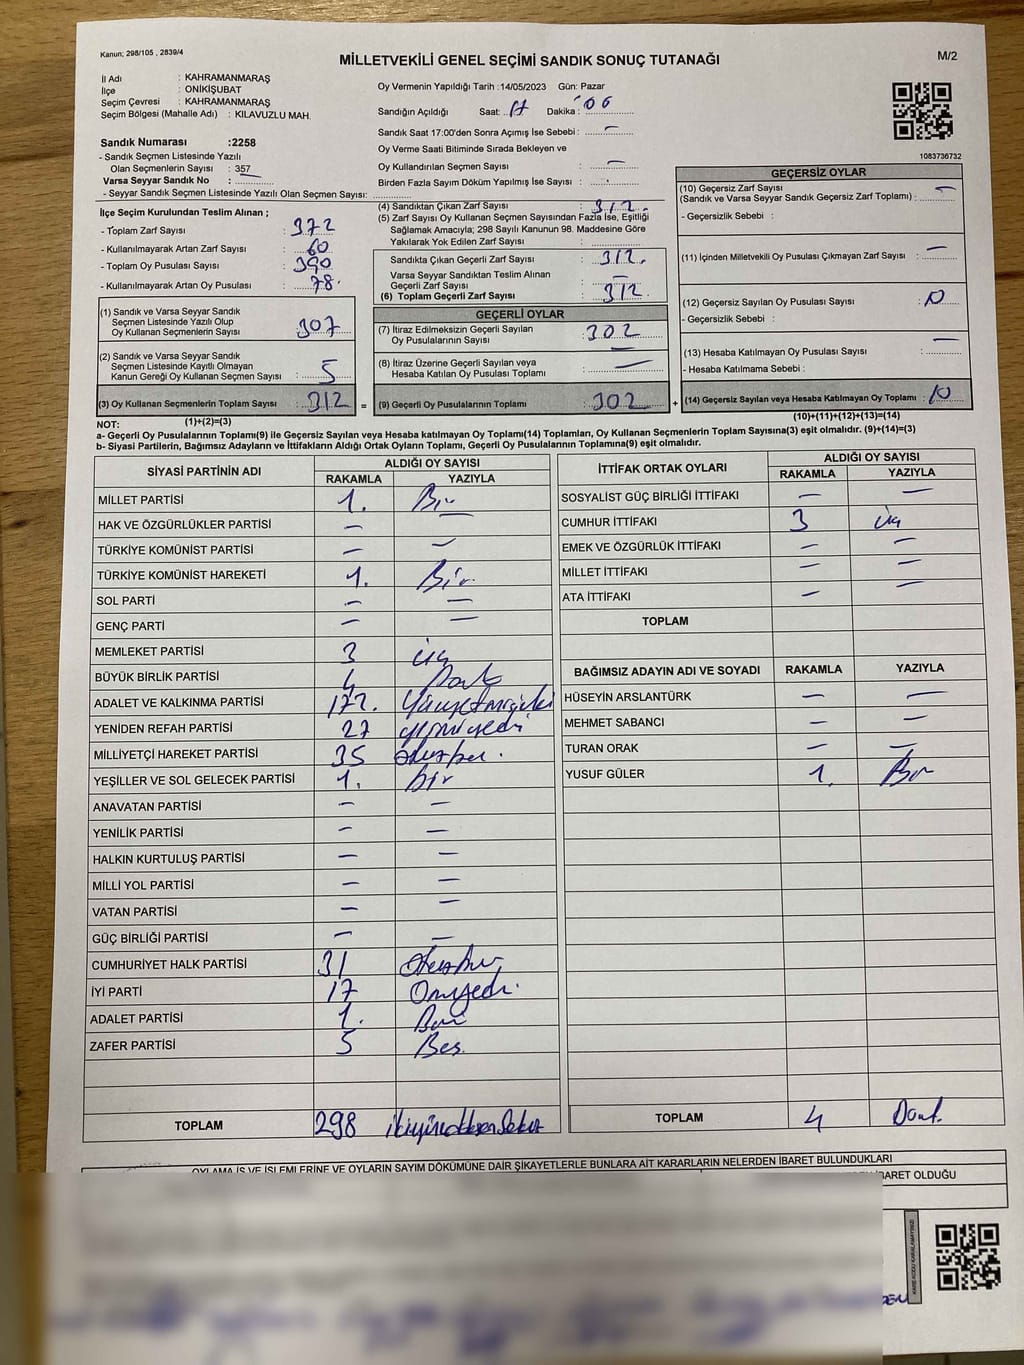 Kanun; 298/105 , 2839/4
MİLLETVEKİLİ GENEL SEÇİMİ SANDIK SONUÇ TUTANAĞI
M/2
İl Adı : KAHRAMANMARAŞ
İlçe : ONİKİŞUBAT
Seçim Çevresi : KAHRAMANMARAŞ
Seçim Bölgesi (Mahalle Adı) : KILAVUZLU MAH.
Sandık Numarası :2258
- Sandık Seçmen Listesinde Yazılı
Olan Seçmenlerin Sayısı : 357
Varsa Seyyar Sandık No :
- Seyyar Sandık Seçmen Listesinde Yazılı Olan Seçmen Sayısı:
Oy Vermenin Yapıldığı Tarih :14/05/2023 Gün: Pazar
Sandığın Açıldığı Saat: 17 Dakika : 00
Sandık Saat 17:00'den Sonra Açımış İse Sebebi : —
Oy Verme Saati Bitiminde Sırada Bekleyen ve
Oy Kullandırılan Seçmen Sayısı : —
Birden Fazla Sayım Döküm Yapılmış İse Sayısı :
1083736732
İlçe Seçim Kurulundan Teslim Alınan ;
- Toplam Zarf Sayısı : 372
- Kullanılmayarak Artan Zarf Sayısı : 60
- Toplam Oy Pusulası Sayısı : 390
- Kullanılmayarak Artan Oy Pusulası : 78.
(1) Sandık ve Varsa Seyyar Sandık
Seçmen Listesinde Yazılı Olup
Oy Kullanan Seçmenlerin Sayısı : 307
(2) Sandık ve Varsa Seyyar Sandık
Seçmen Listesinde Kayıtlı Olmayan
Kanun Gereği Oy Kullanan Seçmen Sayısı : 5
(3) Oy Kullanan Seçmenlerin Toplam Sayısı : 312 =
(4) Sandıktan Çıkan Zarf Sayısı : 312.
(5) Zarf Sayısı Oy Kullanan Seçmen Sayısından Fazla İse, Eşitliği
Sağlamak Amacıyla; 298 Sayılı Kanunun 98. Maddesine Göre
Yakılarak Yok Edilen Zarf Sayısı :
Sandıkta Çıkan Geçerli Zarf Sayısı : 312.
Varsa Seyyar Sandıktan Teslim Alınan
Geçerli Zarf Sayısı : —
(6) Toplam Geçerli Zarf Sayısı : 312
GEÇERLİ OYLAR
(7) İtiraz Edilmeksizin Geçerli Sayılan
Oy Pusulalarının Sayısı : 302
(8) İtiraz Üzerine Geçerli Sayılan veya
Hesaba Katılan Oy Pusulası Toplamı : —
(9) Geçerli Oy Pusulalarının Toplamı : 302 +
GEÇERSİZ OYLAR
(10) Geçersiz Zarf Sayısı
(Sandık ve Varsa Seyyar Sandık Geçersiz Zarf Toplamı) : —
- Geçersizlik Sebebi :
(11) İçinden Milletvekili Oy Pusulası Çıkmayan Zarf Sayısı : —
(12) Geçersiz Sayılan Oy Pusulası Sayısı : 10
- Geçersizlik Sebebi :
(13) Hesaba Katılmayan Oy Pusulası Sayısı : —
- Hesaba Katılmama Sebebi :
(14) Geçersiz Sayılan veya Hesaba Katılmayan Oy Toplamı : 10
NOT: (1)+(2)=(3)
(10)+(11)+(12)+(13)=(14)
a- Geçerli Oy Pusulalarının Toplamı(9) ile Geçersiz Sayılan veya Hesaba katılmayan Oy Toplamı(14) Toplamları, Oy Kullanan Seçmenlerin Toplam Sayısına(3) eşit olmalıdır. (9)+(14)=(3)
b- Siyasi Partilerin, Bağımsız Adayların ve İttifakların Aldığı Ortak Oyların Toplamı, Geçerli Oy Pusulalarının Toplamına(9) eşit olmalıdır.
SİYASİ PARTİNİN ADI
ALDIĞI OY SAYISI
RAKAMLA YAZIYLA
MİLLET PARTİSİ 1. Bir
HAK VE ÖZGÜRLÜKLER PARTİSİ —
TÜRKİYE KOMÜNİST PARTİSİ — —
TÜRKİYE KOMÜNİST HAREKETİ 1. Bir
SOL PARTİ — —
GENÇ PARTİ — —
MEMLEKET PARTİSİ 3 üç
BÜYÜK BİRLİK PARTİSİ 4 Dört
ADALET VE KALKINMA PARTİSİ 172. Yüzyetmişiki
YENİDEN REFAH PARTİSİ 27 yirmiyedi
MİLLİYETÇİ HAREKET PARTİSİ 35 otuzbeş.
YEŞİLLER VE SOL GELECEK PARTİSİ 1. bir
ANAVATAN PARTİSİ — —
YENİLİK PARTİSİ — —
HALKIN KURTULUŞ PARTİSİ — —
MİLLİ YOL PARTİSİ — —
VATAN PARTİSİ — —
GÜÇ BİRLİĞİ PARTİSİ — —
CUMHURİYET HALK PARTİSİ 31 Otuzbir
İYİ PARTİ 17 Onyedi.
ADALET PARTİSİ 1. Bir
ZAFER PARTİSİ 5 Beş.
TOPLAM 298 ikiyüzdoksansekiz
İTTİFAK ORTAK OYLARI
ALDIĞI OY SAYISI
RAKAMLA YAZIYLA
SOSYALİST GÜÇ BİRLİĞİ İTTİFAKI — —
CUMHUR İTTİFAKI 3 üç
EMEK VE ÖZGÜRLÜK İTTİFAKI — —
MİLLET İTTİFAKI — —
ATA İTTİFAKI — —
TOPLAM
BAĞIMSIZ ADAYIN ADI VE SOYADI RAKAMLA YAZIYLA
HÜSEYİN ARSLANTÜRK — —
MEHMET SABANCI — —
TURAN ORAK — —
YUSUF GÜLER 1. Bir
TOPLAM 4 Dört.
OYLAMA İŞ VE İŞLEMLERİNE VE OYLARIN SAYIM DÖKÜMÜNE DAİR ŞİKAYETLERLE BUNLARA AİT KARARLARIN NELERDEN İBARET BULUNDUKLARI
İBARET OLDUĞU